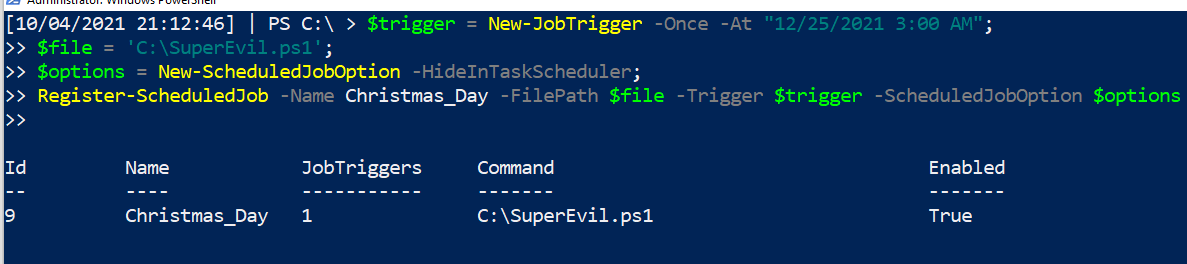 Administrator: Windows PowerShell
[10/04/2021 21:12:46] | PS C:\ > $trigger = New-JobTrigger -Once -At "12/25/2021 3:00 AM";
>> $file = 'C:\SuperEvil.ps1';
>> $options = New-ScheduledJobOption -HideInTaskScheduler;
>> Register-ScheduledJob -Name Christmas_Day -FilePath $file -Trigger $trigger -ScheduledJobOption $options
>>
Id Name JobTriggers Command Enabled
-- ---- ----------- ------- -------
9 Christmas_Day 1 C:\SuperEvil.ps1 True